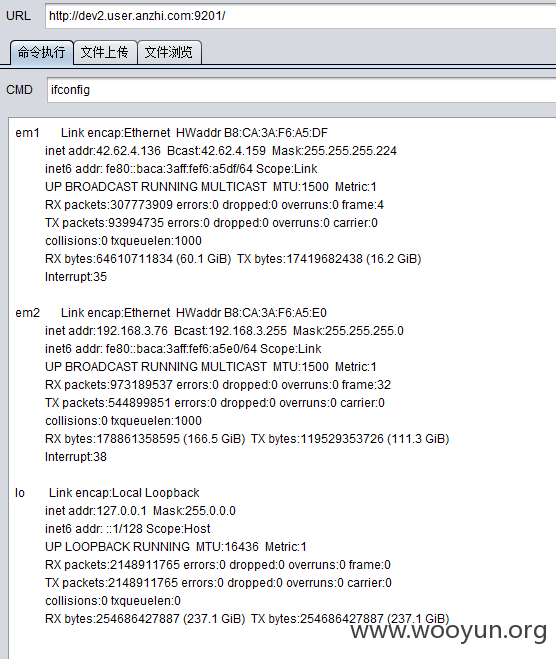 URL http://dev2.user.anzhi.com:9201/
命令执行 文件上传 文件浏览
CMD ifconfig
em1 Link encap:Ethernet HWaddr B8:CA:3A:F6:A5:DF
inet addr:42.62.4.136 Bcast:42.62.4.159 Mask:255.255.255.224
inet6 addr: fe80::baca:3aff:fef6:a5df/64 Scope:Link
UP BROADCAST RUNNING MULTICAST MTU:1500 Metric:1
RX packets:307773909 errors:0 dropped:0 overruns:0 frame:4
TX packets:93994735 errors:0 dropped:0 overruns:0 carrier:0
collisions:0 txqueuelen:1000
RX bytes:64610711834 (60.1 GiB) TX bytes:17419682438 (16.2 GiB)
Interrupt:35
em2 Link encap:Ethernet HWaddr B8:CA:3A:F6:A5:E0
inet addr:192.168.3.76 Bcast:192.168.3.255 Mask:255.255.255.0
inet6 addr: fe80::baca:3aff:fef6:a5e0/64 Scope:Link
UP BROADCAST RUNNING MULTICAST MTU:1500 Metric:1
RX packets:973189537 errors:0 dropped:0 overruns:0 frame:32
TX packets:544899851 errors:0 dropped:0 overruns:0 carrier:0
collisions:0 txqueuelen:1000
RX bytes:178861358595 (166.5 GiB) TX bytes:119529353726 (111.3 GiB)
Interrupt:38
lo Link encap:Local Loopback
inet addr:127.0.0.1 Mask:255.0.0.0
inet6 addr: ::1/128 Scope:Host
UP LOOPBACK RUNNING MTU:16436 Metric:1
RX packets:2148911765 errors:0 dropped:0 overruns:0 frame:0
TX packets:2148911765 errors:0 dropped:0 overruns:0 carrier:0
collisions:0 txqueuelen:0
RX bytes:254686427887 (237.1 GiB) TX bytes:254686427887 (237.1 GiB)
www.wooyun.org